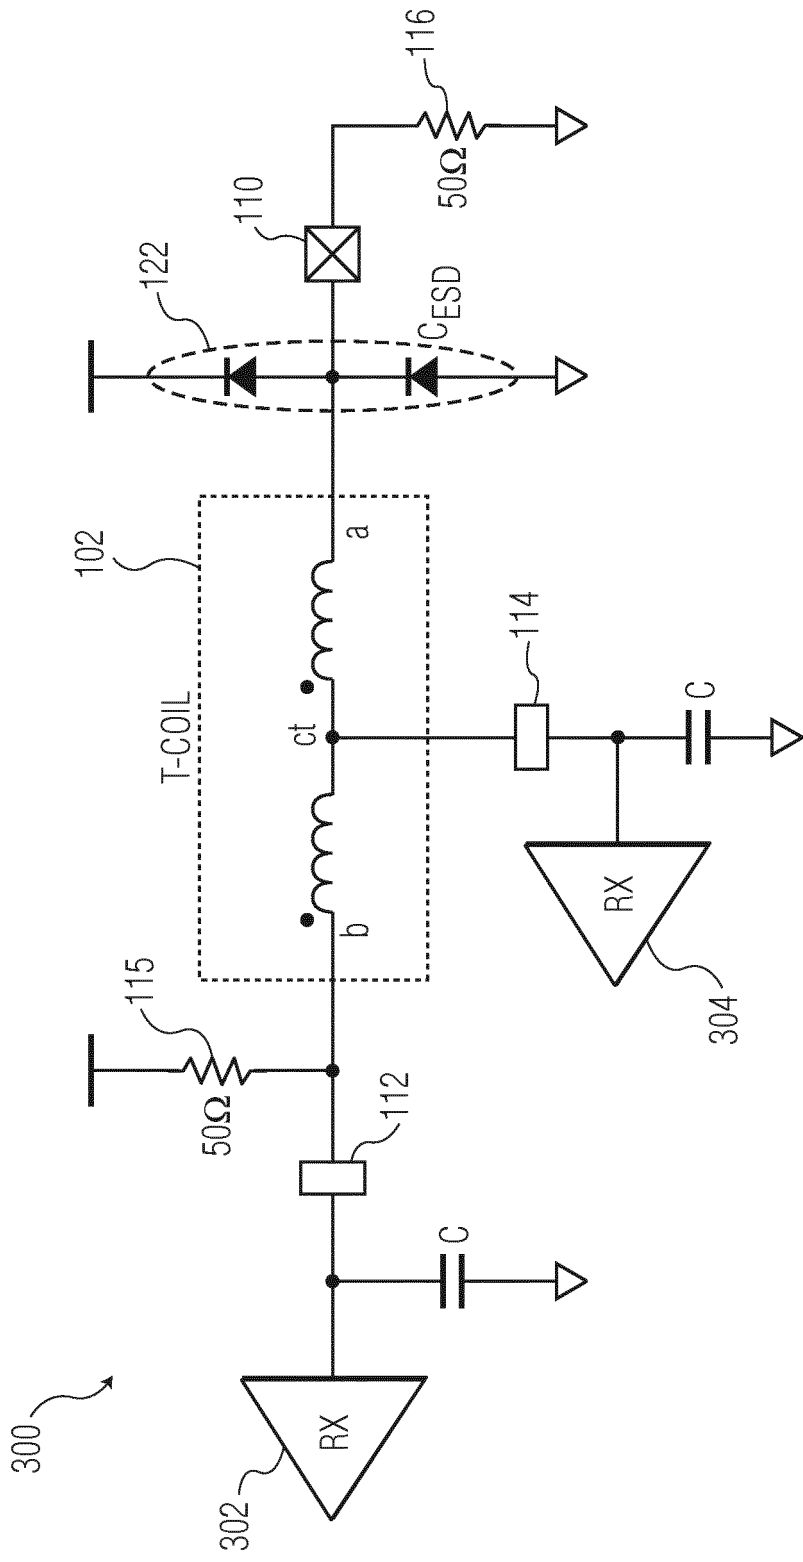 300
302
RX
C
112
50Ω
115
b
T-COIL
ct
102
a
RX
304
C
114
122
C_ESD
110
50Ω
116